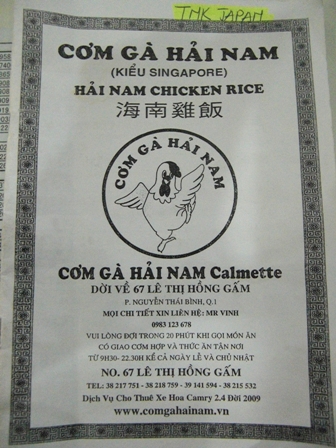 TNK JAPAN
CƠM GÀ HẢI NAM
(KIỂU SINGAPORE)
HẢI NAM CHICKEN RICE
海南雞飯
CƠM GÀ HẢI NAM
CƠM GÀ HẢI NAM Calmette
DỜI VỀ 67 LÊ THỊ HỒNG GẤM
P. NGUYỄN THÁI BÌNH, Q.1
MỌI CHI TIẾT XIN LIÊN HỆ: MR VINH
0983 123 678
VUI LÒNG ĐỢI TRONG 20 PHÚT KHI GỌI MÓN ĂN
CÓ GIAO CƠM HỘP VÀ THỨC ĂN TẬN NƠI
TỪ 9H30- 22.30H KỂ CẢ NGÀY LỄ VÀ CHỦ NHẬT
NO. 67 LÊ THỊ HỒNG GẤM
TEL: 38 217 751 - 38 218 759 - 39 141 594 - 38 215 532
Dịch Vụ Cho Thuê Xe Hoa Camry 2.4 Đời 2009
www.comgahainam.vn